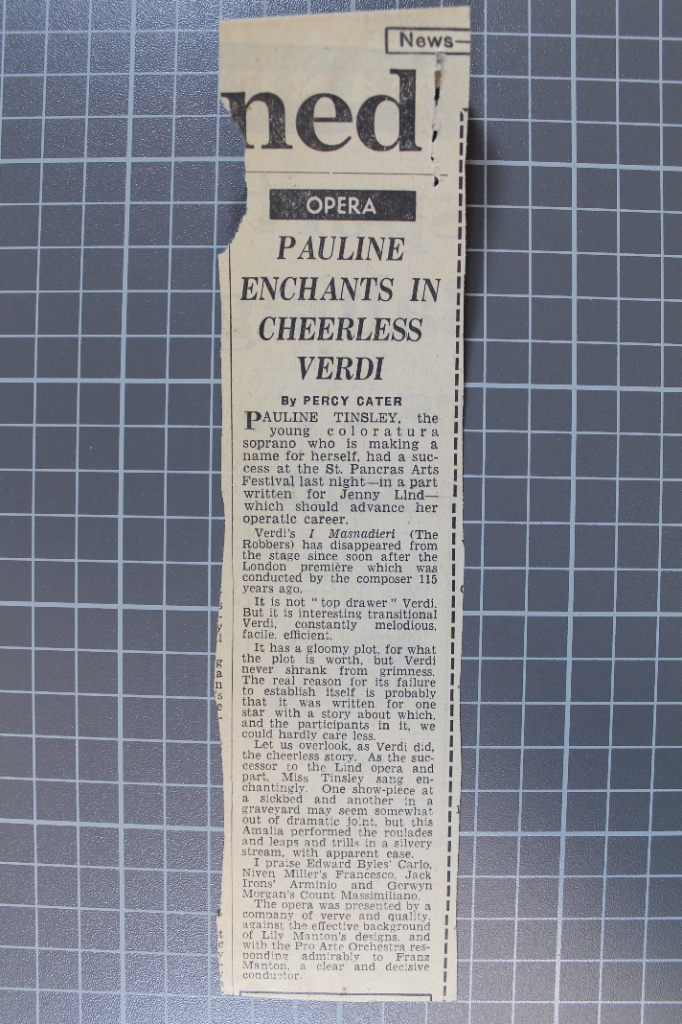 News
ned
OPERA
PAULINE
ENCHANTS IN
CHEERLESS
VERDI
By PERCY CATER
PAULINE TINSLEY, the
young coloratura
soprano who is making a
name for herself, had a suc-
cess at the St. Pancras Arts
Festival last night—in a part
written for Jenny Lind—
which should advance her
operatic career.
Verdi's I Masnadieri (The
Robbers) has disappeared from
the stage since soon after the
London première which was
conducted by the composer 115
years ago.
It is not "top drawer" Verdi.
But it is interesting transitional
Verdi, constantly melodious,
facile, efficient.
It has a gloomy plot, for what
the plot is worth, but Verdi
never shrank from grimness.
The real reason for its failure
to establish itself is probably
that it was written for one
star with a story about which,
and the participants in it, we
could hardly care less.
Let us overlook, as Verdi did,
the cheerless story. As the suc-
cessor to the Lind opera and
part, Miss Tinsley sang en-
chantingly. One show-piece at
a sickbed and another in a
graveyard may seem somewhat
out of dramatic joint, but this
Amalia performed the roulades
and leaps and trills in a silvery
stream, with apparent ease.
I praise Edward Byles' Carlo,
Niven Miller's Francesco, Jack
Irons' Arminio and Gerwyn
Morgan's Count Massimiliano.
The opera was presented by a
company of verve and quality,
against the effective background
of Lily Manton's designs, and
with the Pro Arte Orchestra res-
ponding admirably to Franz
Manton, a clear and decisive
conductor.